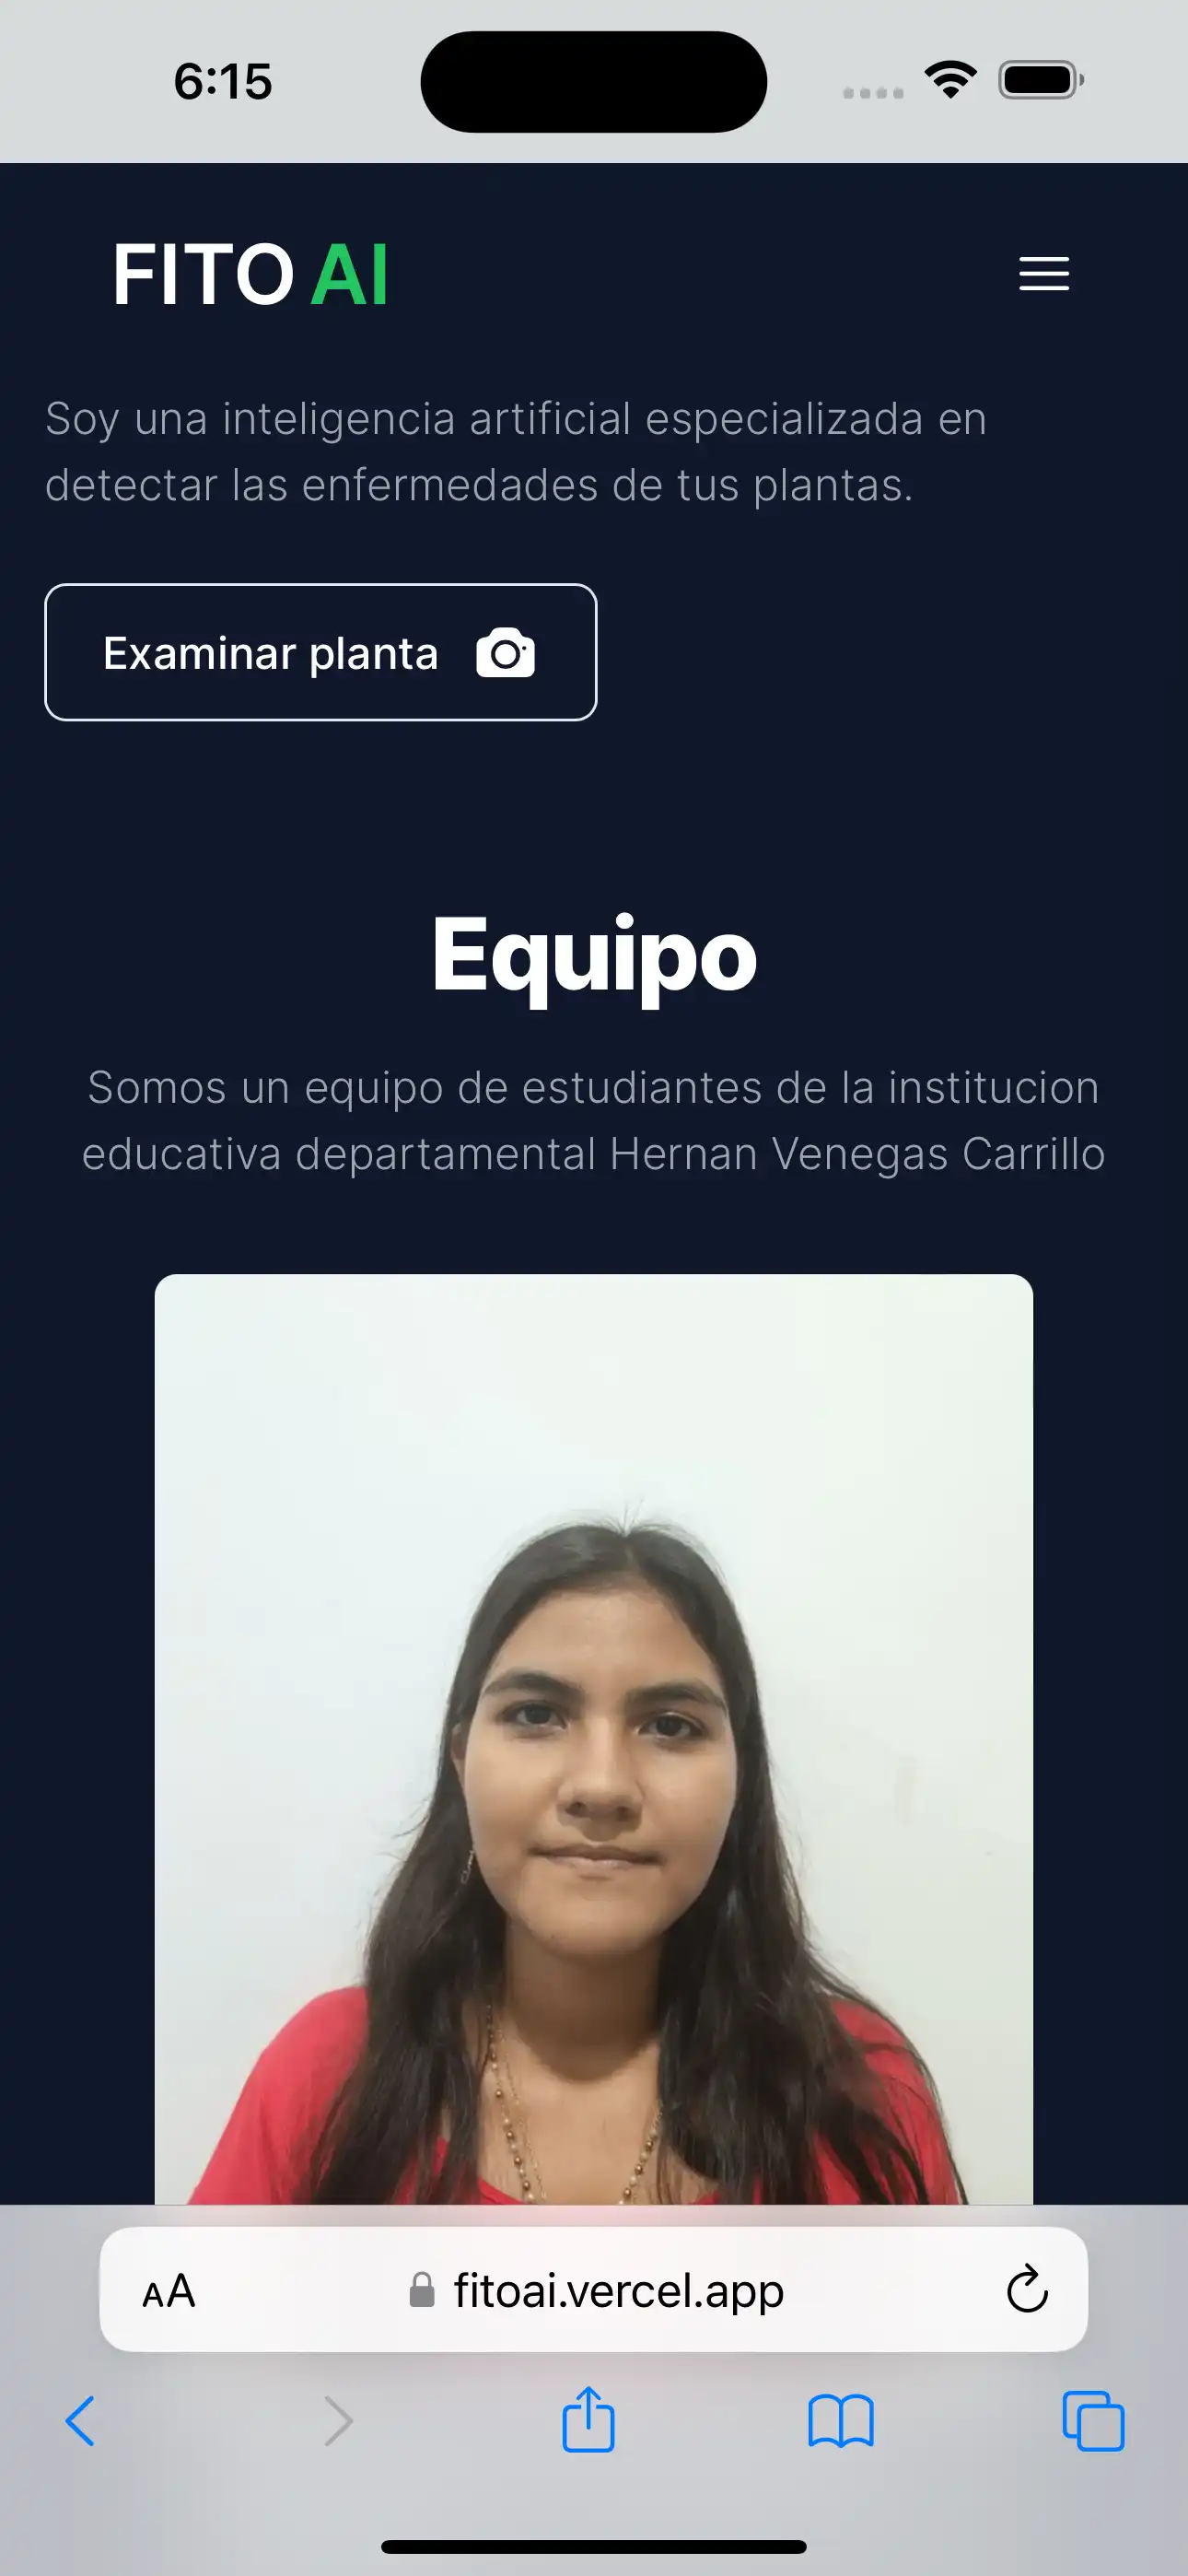 6:15
FITO AI
Soy una inteligencia artificial especializada en
detectar las enfermedades de tus plantas.
Examinar planta
Equipo
Somos un equipo de estudiantes de la institucion
educativa departamental Hernan Venegas Carrillo
AA fitoai.vercel.app